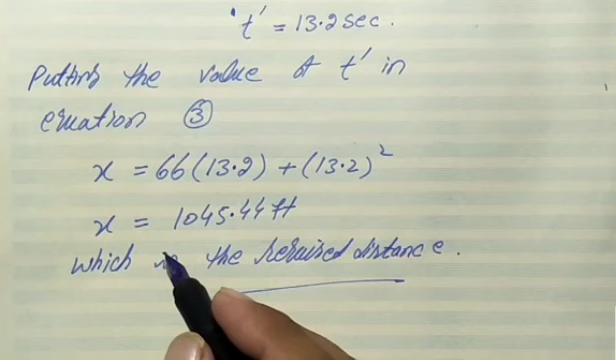 t' = 13.2 sec.
Putting the value of t' in
equation ③
x = 66(13.2) + (13.2)²
x = 1045.44 ft
which the required distance.